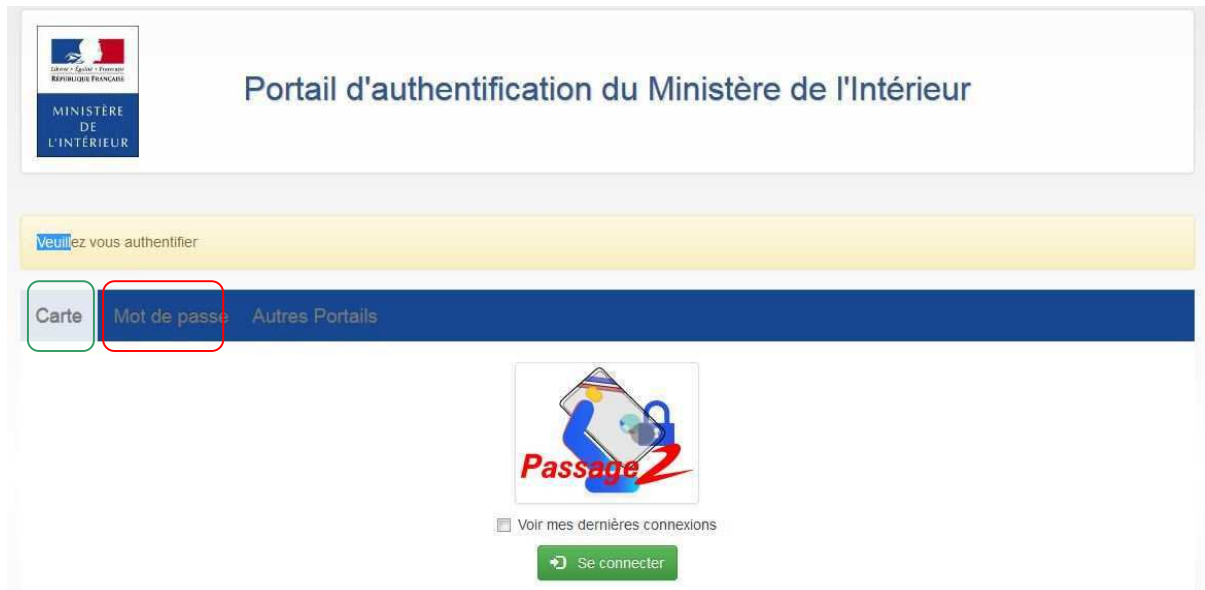 Liberté • Égalité • Fraternité
RÉPUBLIQUE FRANÇAISE
MINISTÈRE
DE
L'INTÉRIEUR
Portail d'authentification du Ministère de l'Intérieur
Veuillez vous authentifier
Carte Mot de passe Autres Portails
Passage2
Voir mes dernières connexions
Se connecter